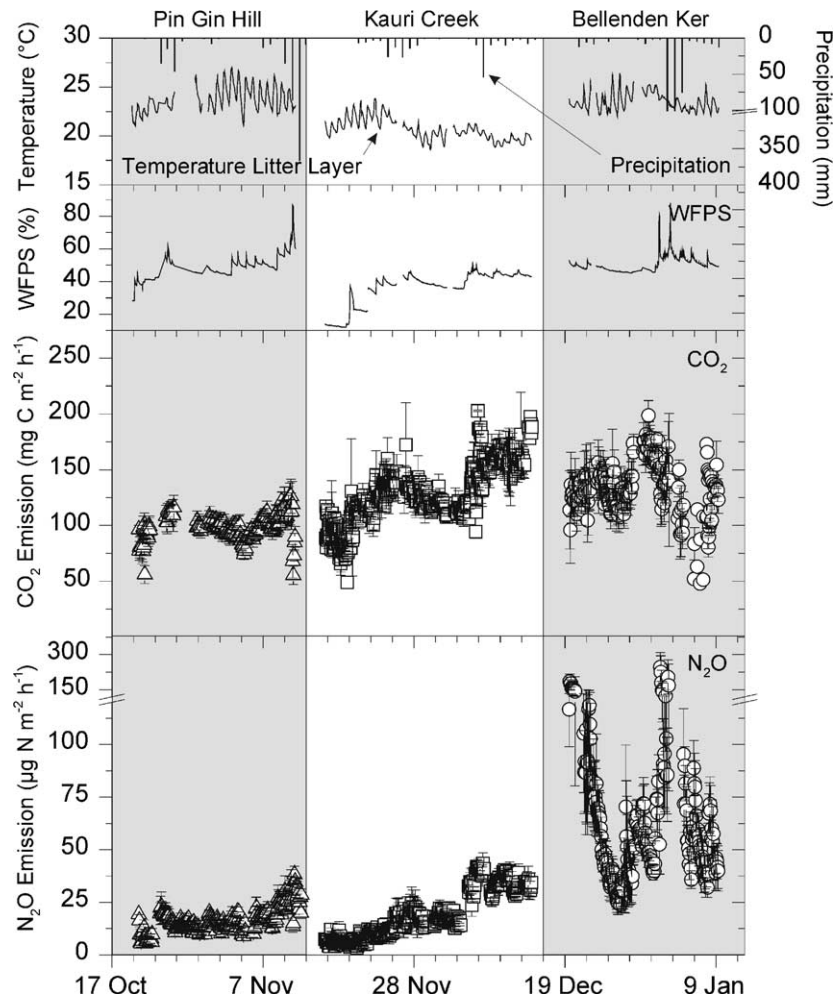 Pin Gin Hill
Kauri Creek
Bellenden Ker
Temperature (°C)
30
25
20
15
0
50
100
350
400
Precipitation (mm)
Temperature Litter Layer
Precipitation
WFPS (%)
80
60
40
20
WFPS
CO₂ Emission (mg C m⁻² h⁻¹)
250
200
150
100
50
CO₂
N₂O Emission (µg N m⁻² h⁻¹)
300
150
100
75
50
25
0
N₂O
17 Oct
7 Nov
28 Nov
19 Dec
9 Jan